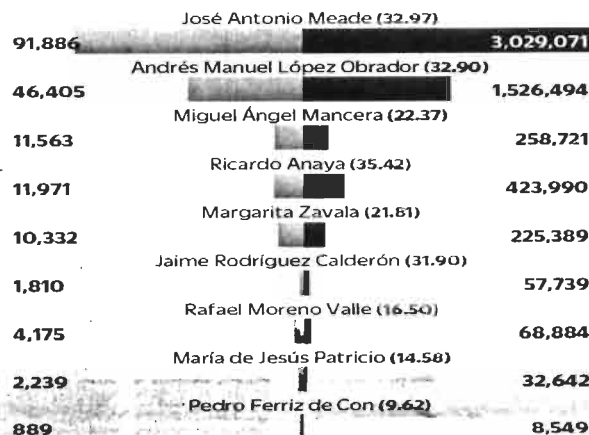 José Antonio Meade (32.97)
91,886 3,029,071
Andrés Manuel López Obrador (32.90)
46,405 1,526,494
Miguel Ángel Mancera (22.37)
11,563 258,721
Ricardo Anaya (35.42)
11,971 423,990
Margarita Zavala (21.81)
10,332 225,389
Jaime Rodríguez Calderón (31.90)
1,810 57,739
Rafael Moreno Valle (16.50)
4,175 68,884
María de Jesús Patricio (14.58)
2,239 32,642
Pedro Ferriz de Con (9.62)
889 8,549